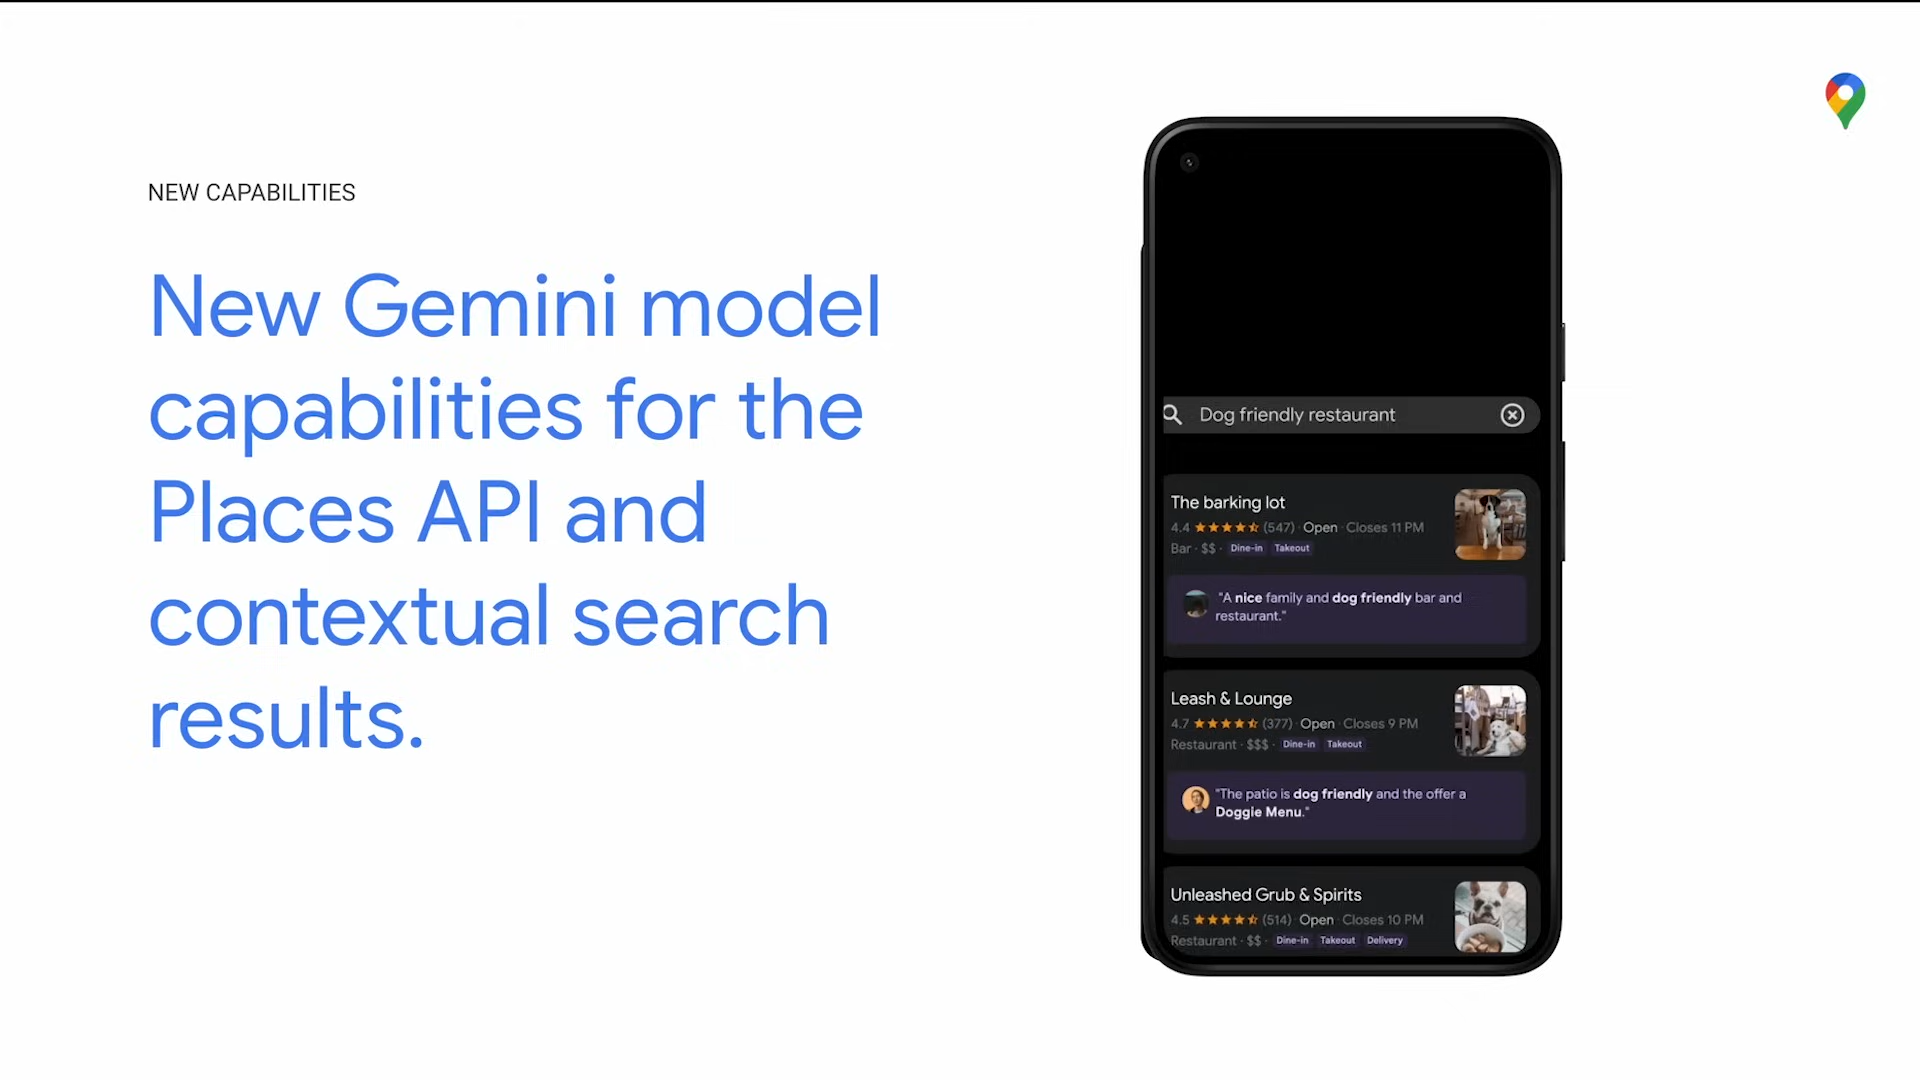 NEW CAPABILITIES
New Gemini model
capabilities for the
Places API and
contextual search
results.
Dog friendly restaurant
The barking lot
4.4 ★★★★⯪ (547) · Open · Closes 11 PM
Bar · $$ · Dine-in Takeout
"A nice family and dog friendly bar and
restaurant."
Leash & Lounge
4.7 ★★★★⯪ (377) · Open · Closes 9 PM
Restaurant · $$$ · Dine-in Takeout
"The patio is dog friendly and the offer a
Doggie Menu."
Unleashed Grub & Spirits
4.5 ★★★★⯪ (514) · Open · Closes 10 PM
Restaurant · $$ · Dine-in Takeout Delivery